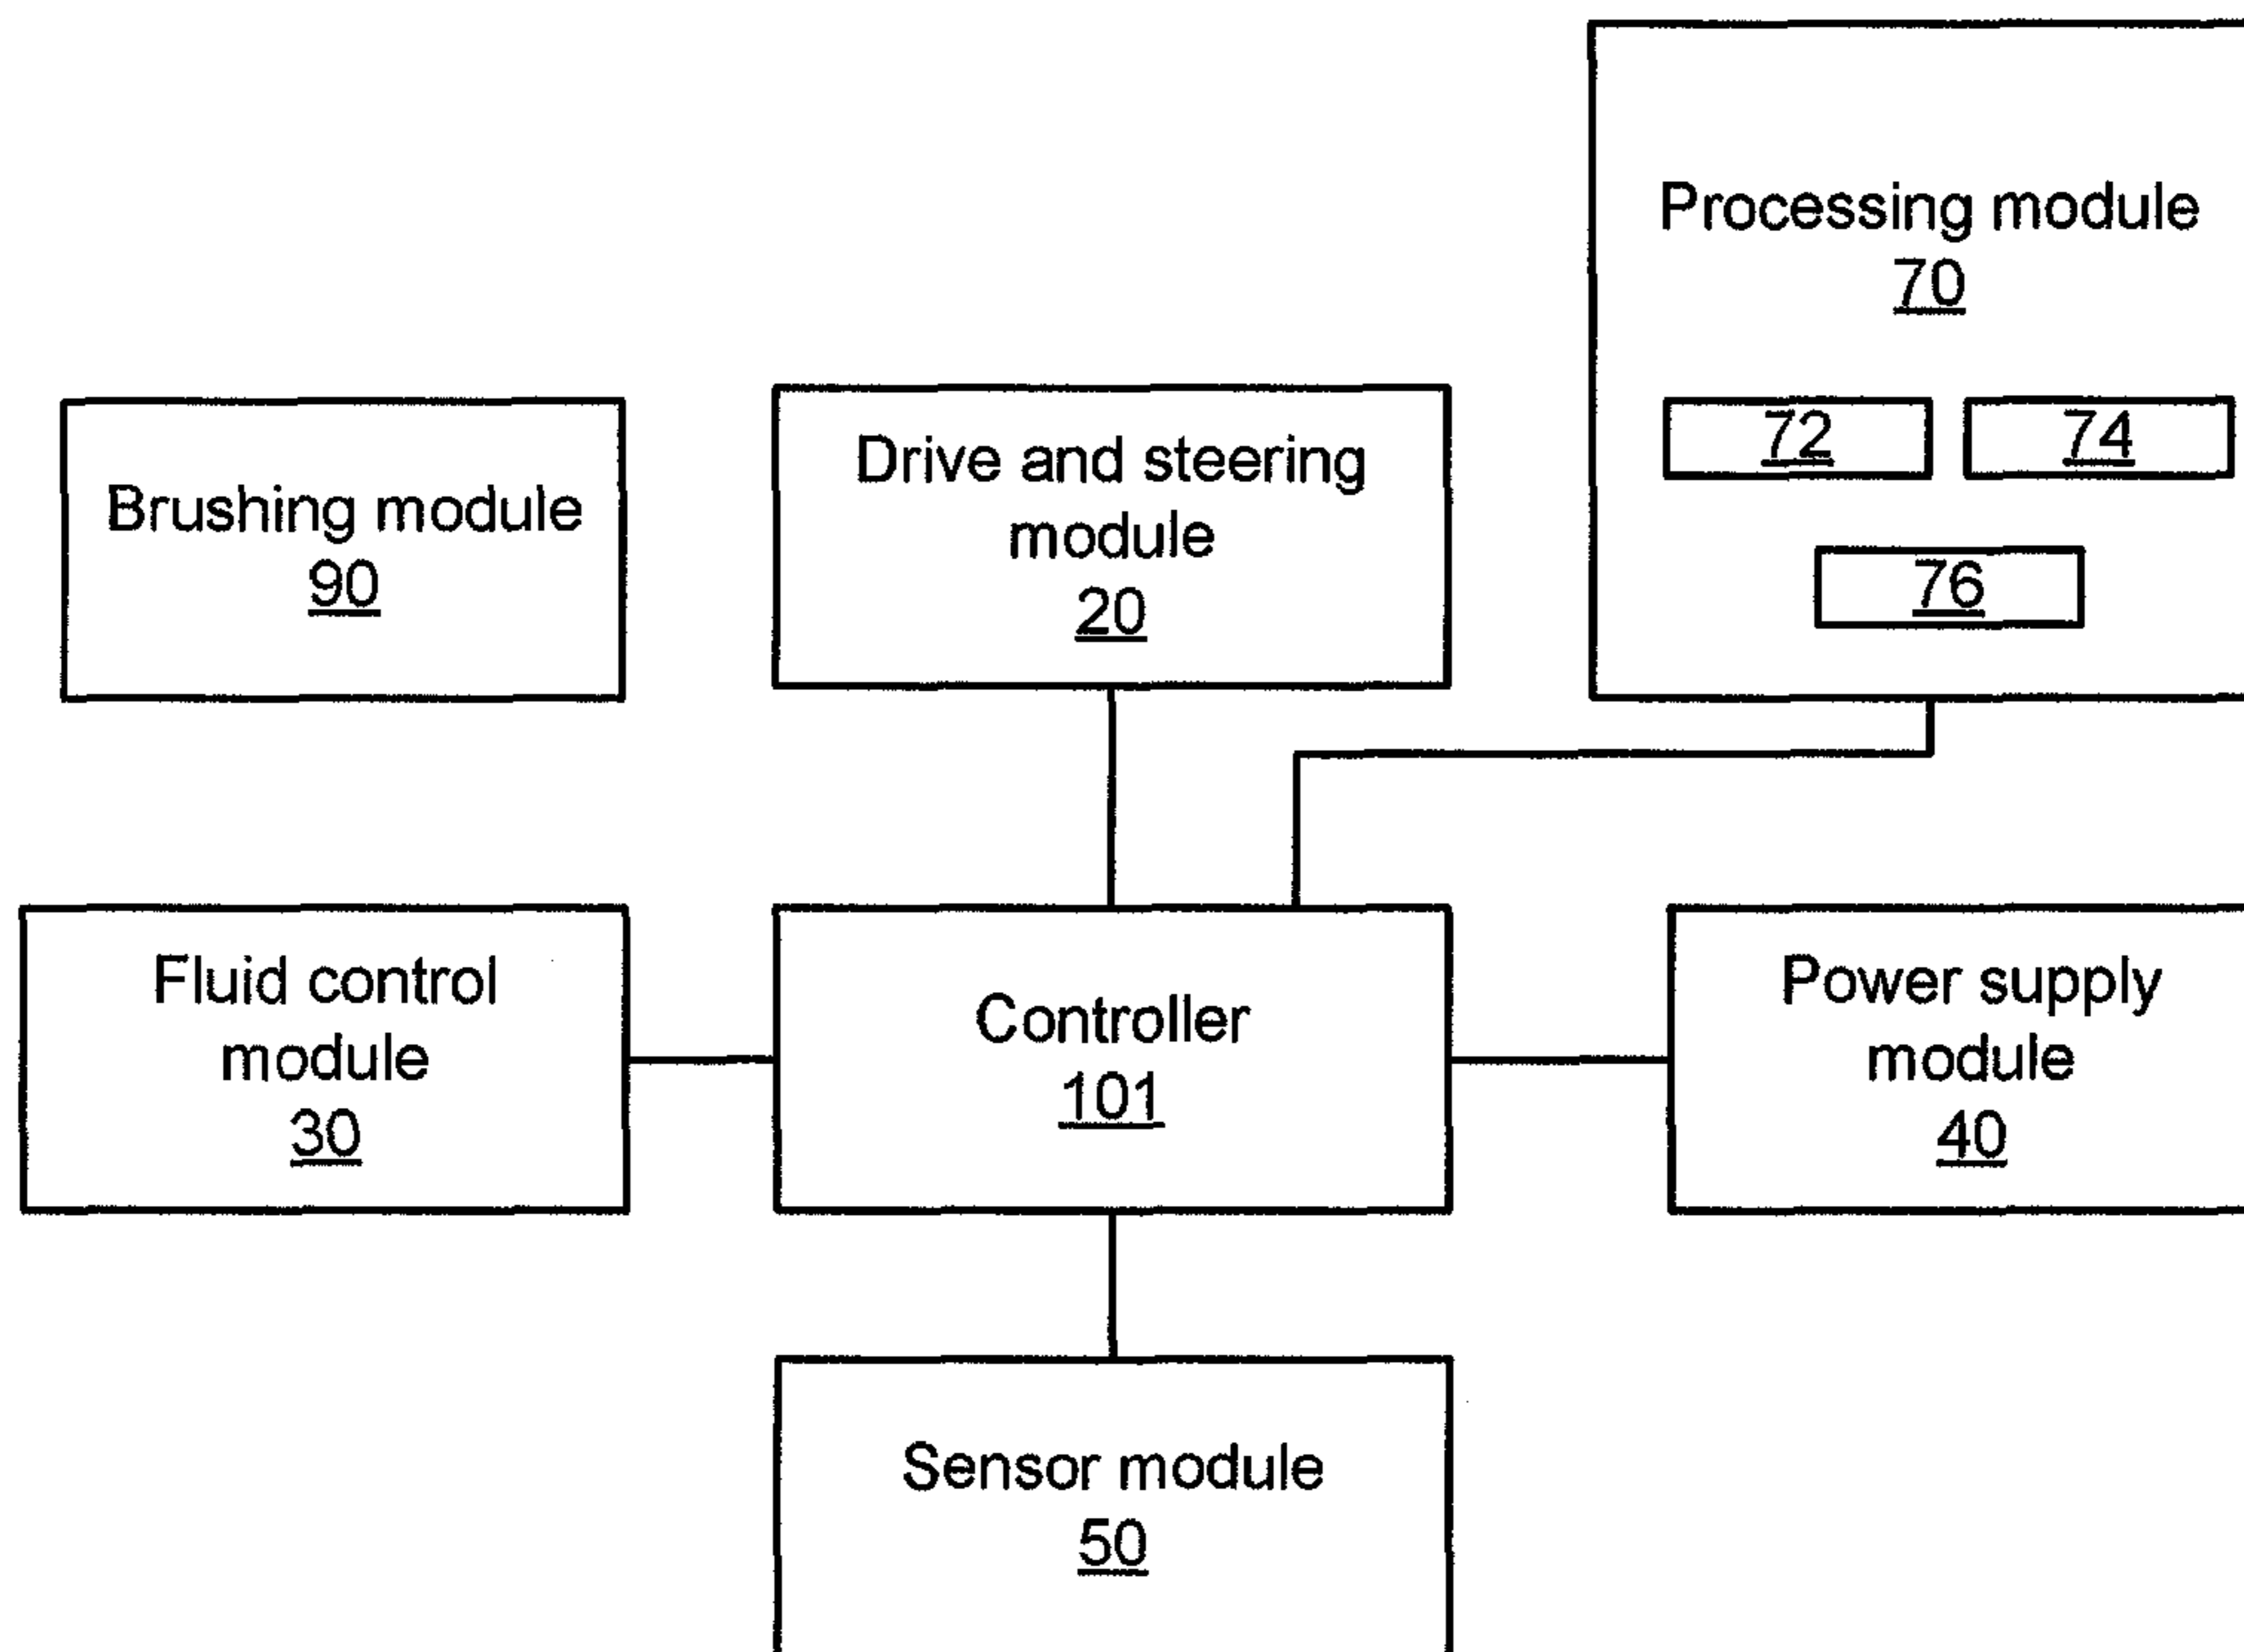 Processing module
70
72 74
76
Brushing module
90
Drive and steering
module
20
Fluid control
module
30
Controller
101
Power supply
module
40
Sensor module
50